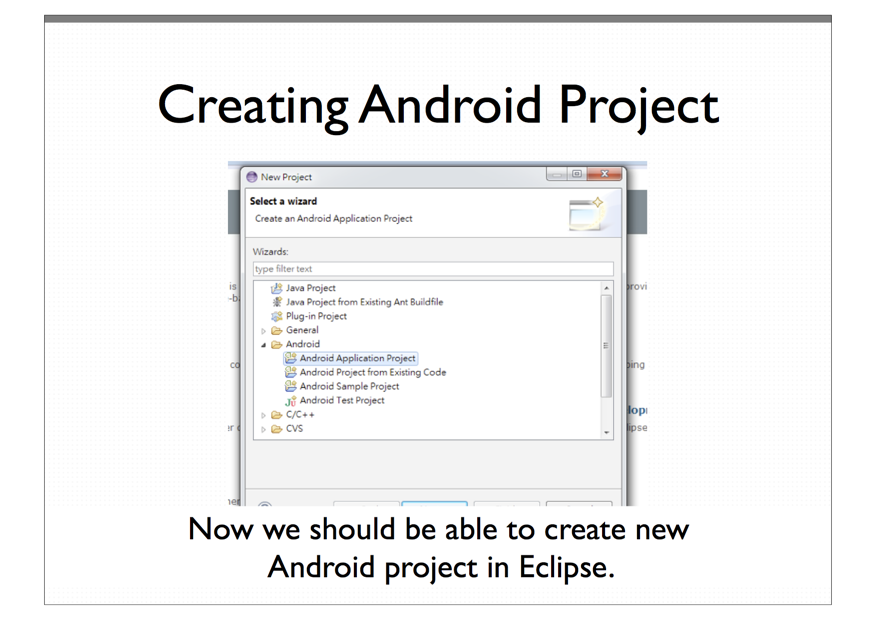 Creating Android Project
New Project
Select a wizard
Create an Android Application Project
Wizards:
type filter text
is
Java Project
rovi
-b
Java Project from Existing Ant Buildfile
Plug-in Project
General
Android
co
Android Application Project
ping
Android Project from Existing Code
Android Sample Project
Android Test Project
C/C++
lop
er
CVS
lipse
Now we should be able to create new
Android project in Eclipse.